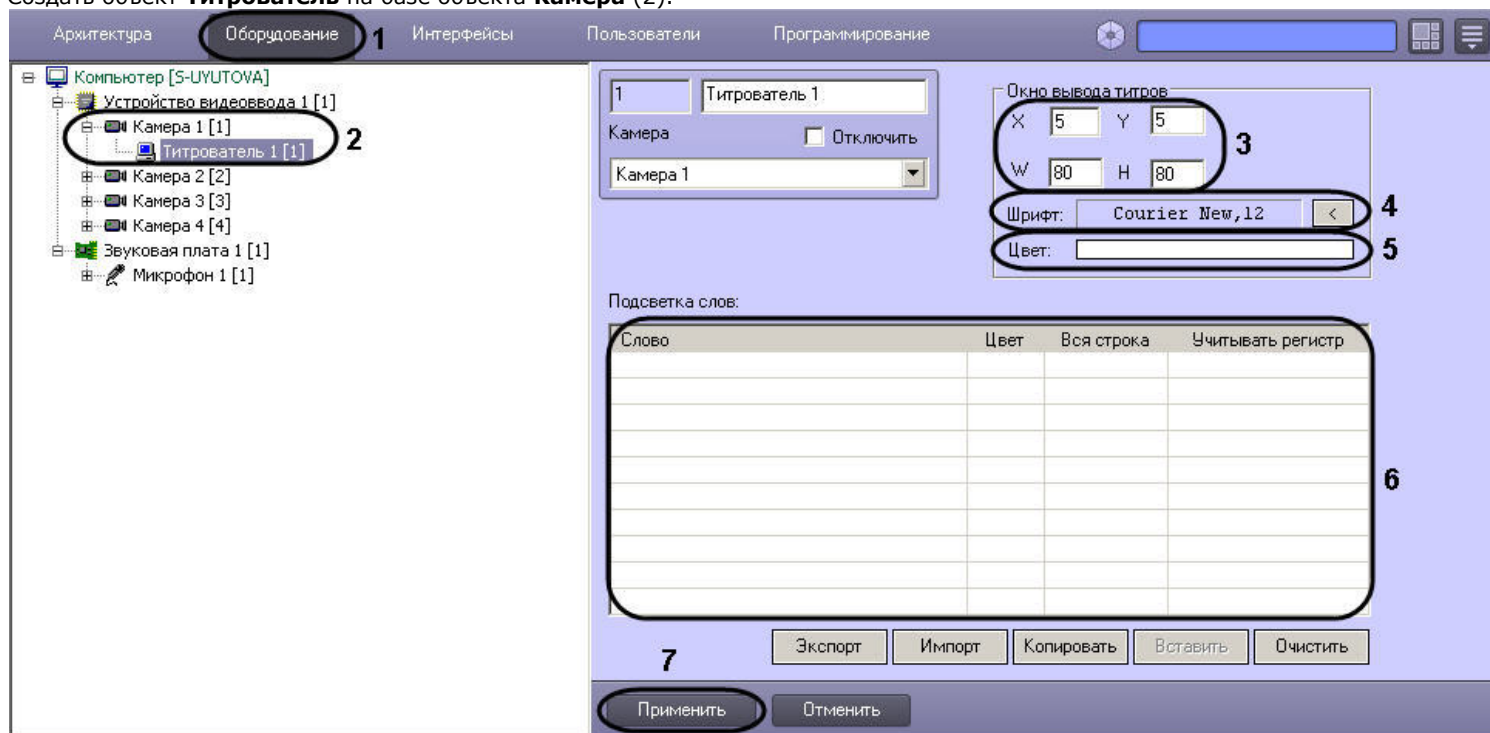 Создать объект Титрователь на базе объекта Камера (2).
Архитектура Оборудование 1 Интерфейсы Пользователи Программирование
Компьютер [S-UYUTOVA]
Устройство видеоввода 1 [1]
Камера 1 [1]
Титрователь 1 [1]
2
Камера 2 [2]
Камера 3 [3]
Камера 4 [4]
Звуковая плата 1 [1]
Микрофон 1 [1]
1 Титрователь 1
Камера Отключить
Камера 1
Окно вывода титров
X 5 Y 5
3
W 80 H 80
Шрифт: Courier New,12 < 4
Цвет: 5
Подсветка слов:
Слово Цвет Вся строка Учитывать регистр
6
Экспорт Импорт Копировать Вставить Очистить
7
Применить Отменить